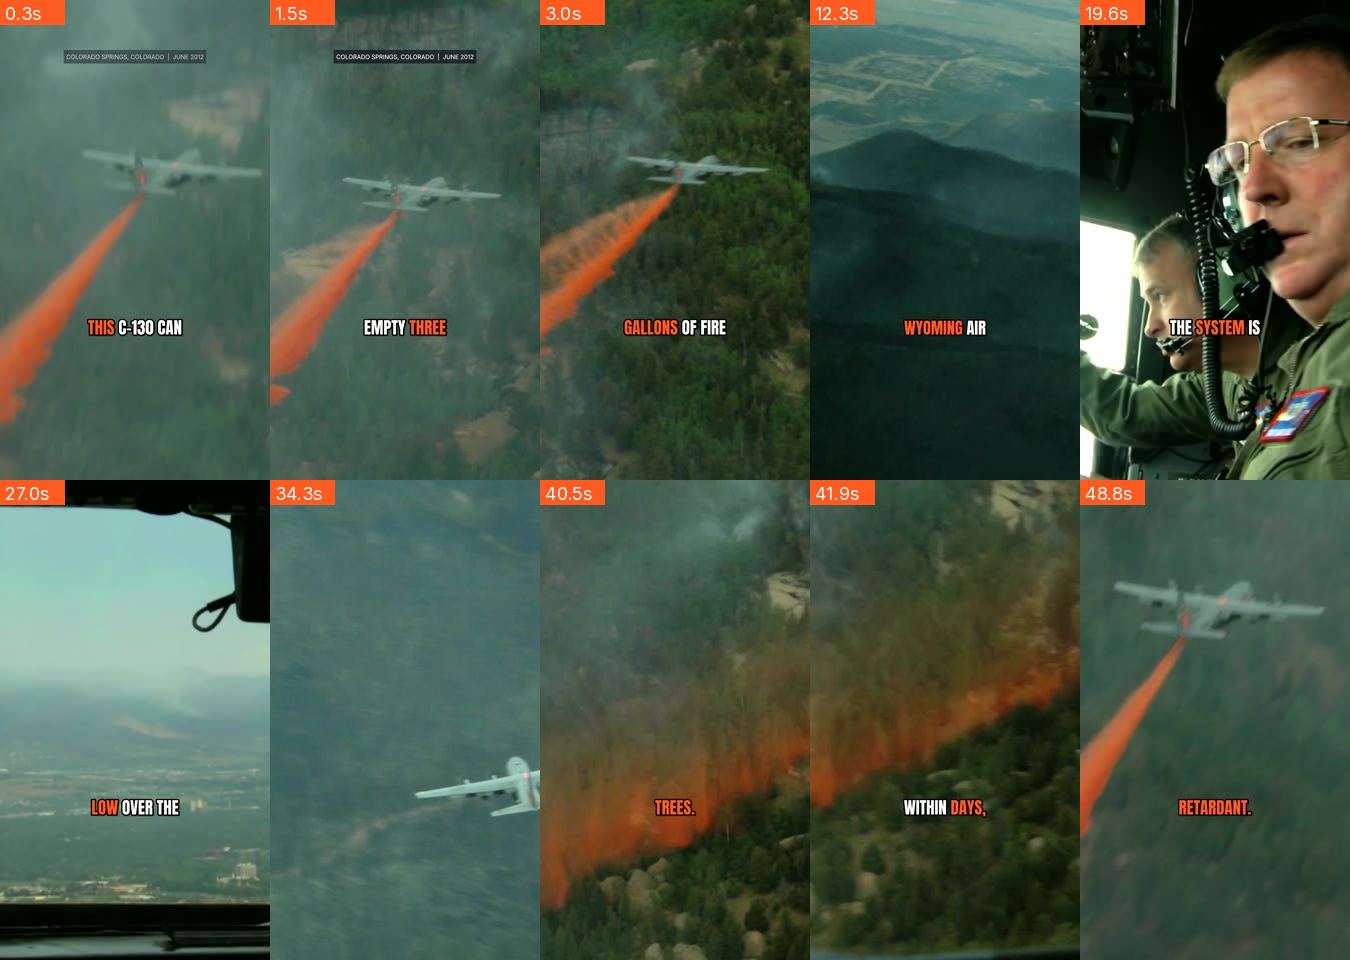 0.3s
COLORADO SPRINGS, COLORADO | JUNE 2012
THIS C-130 CAN
1.5s
COLORADO SPRINGS, COLORADO | JUNE 2012
EMPTY THREE
3.0s
GALLONS OF FIRE
12.3s
WYOMING AIR
19.6s
THE SYSTEM IS
27.0s
LOW OVER THE
34.3s
40.5s
TREES.
41.9s
WITHIN DAYS,
48.8s
RETARDANT.